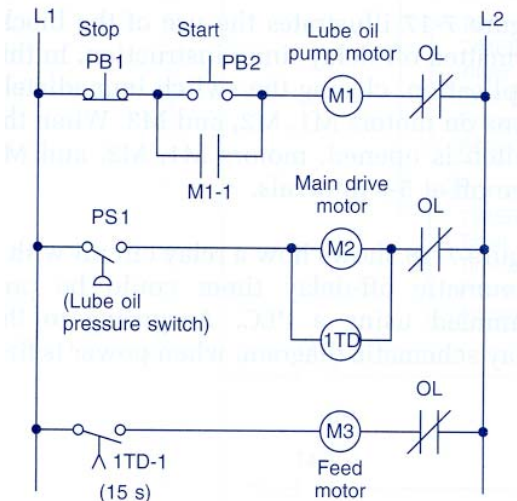 L1
L2
Stop
Start
Lube oil
pump motor
PB1
PB2
OL
M1
M1-1
Main drive
motor
PS1
OL
M2
(Lube oil
pressure switch)
1TD
OL
M3
1TD-1
(15 s)
Feed
motor